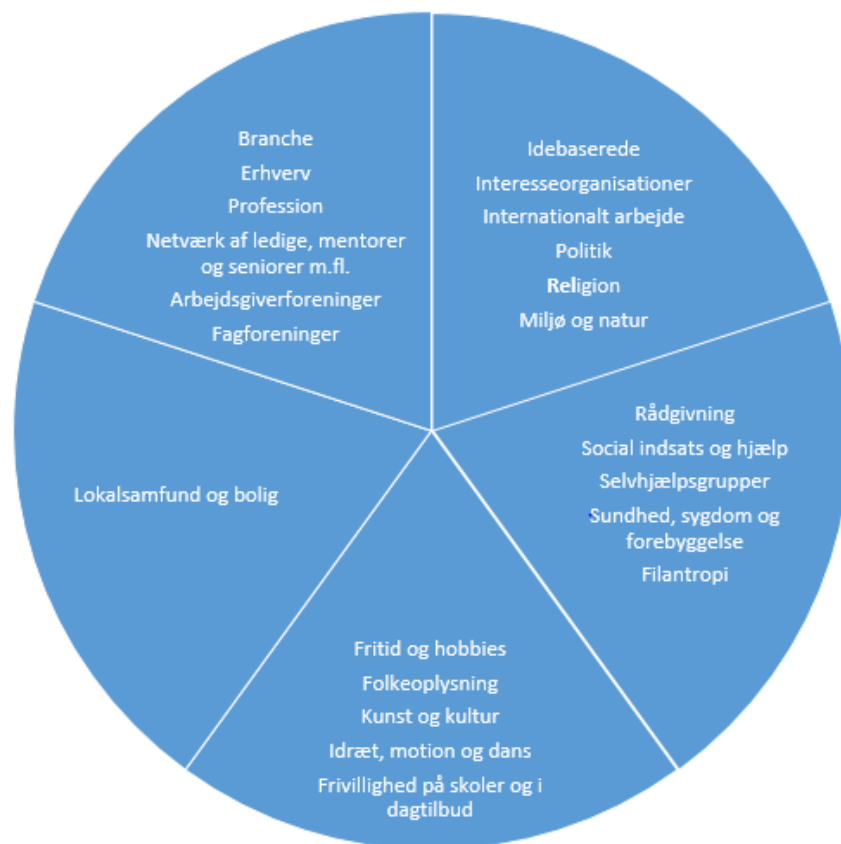 Branche
Erhverv
Profession
Netværk af ledige, mentorer
og seniorer m.fl.
Arbejdsgiverforeninger
Fagforeninger
Idebaserede
Interesseorganisationer
Internationalt arbejde
Politik
Religion
Miljø og natur
Rådgivning
Social indsats og hjælp
Selvhjælpsgrupper
Sundhed, sygdom og
forebyggelse
Filantropi
Lokalsamfund og bolig
Fritid og hobbies
Folkeoplysning
Kunst og kultur
Idræt, motion og dans
Frivillighed på skoler og i
dagtilbud